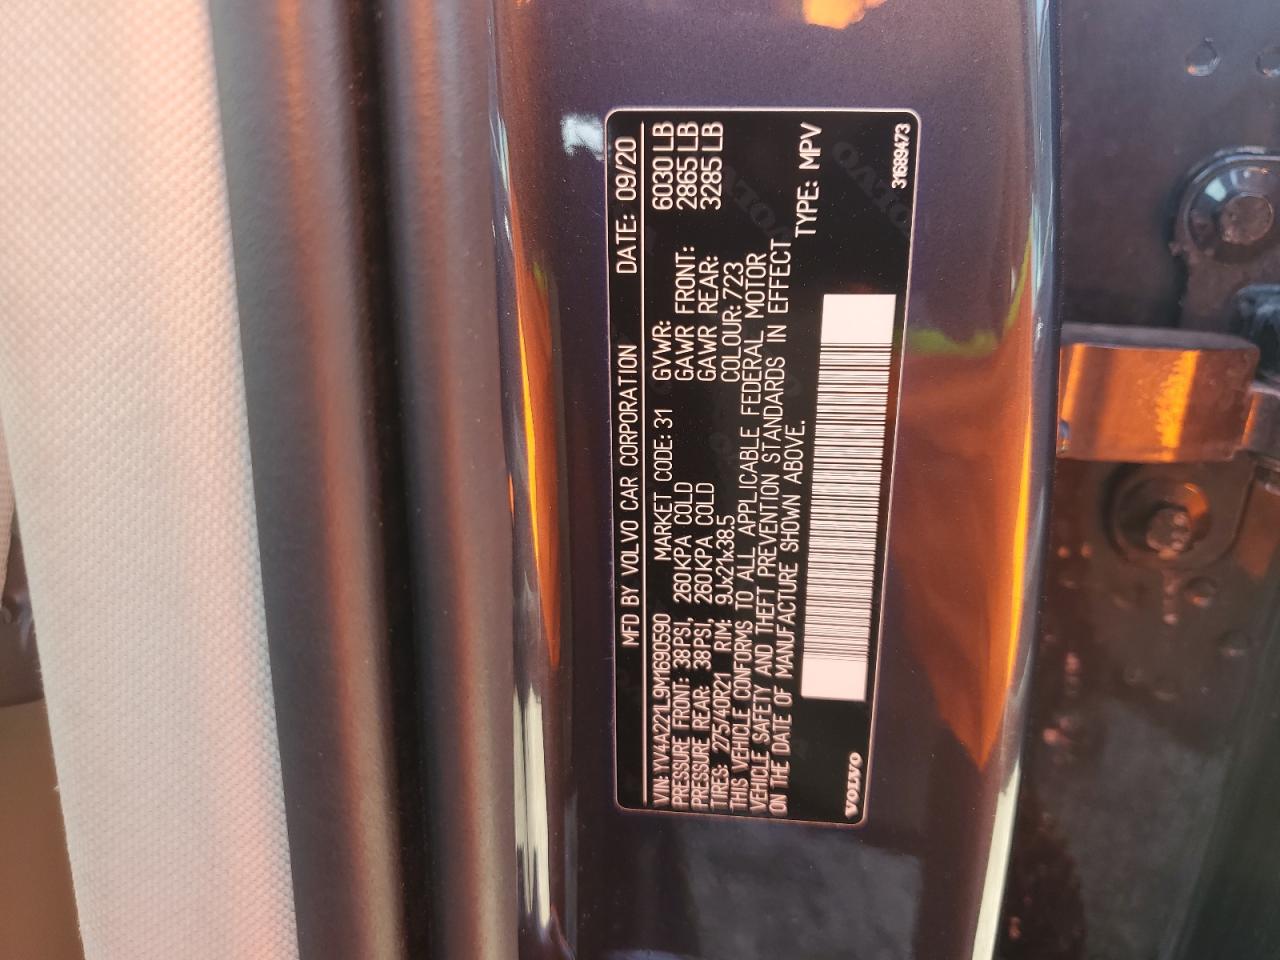 MFD BY VOLVO CAR CORPORATION DATE: 09/20
VIN: YV4A221L9M1690590 MARKET CODE: 31 GVWR: 6030 LB
PRESSURE FRONT: 38PSI, 260KPA COLD GAWR FRONT: 2865 LB
PRESSURE REAR: 38PSI, 260KPA COLD GAWR REAR: 3285 LB
TIRES: 275/40R21 RIM: 9Jx21x38.5 COLOUR: 723
THIS VEHICLE CONFORMS TO ALL APPLICABLE FEDERAL MOTOR
VEHICLE SAFETY AND THEFT PREVENTION STANDARDS IN EFFECT
ON THE DATE OF MANUFACTURE SHOWN ABOVE. TYPE: MPV
VOLVO 31689473